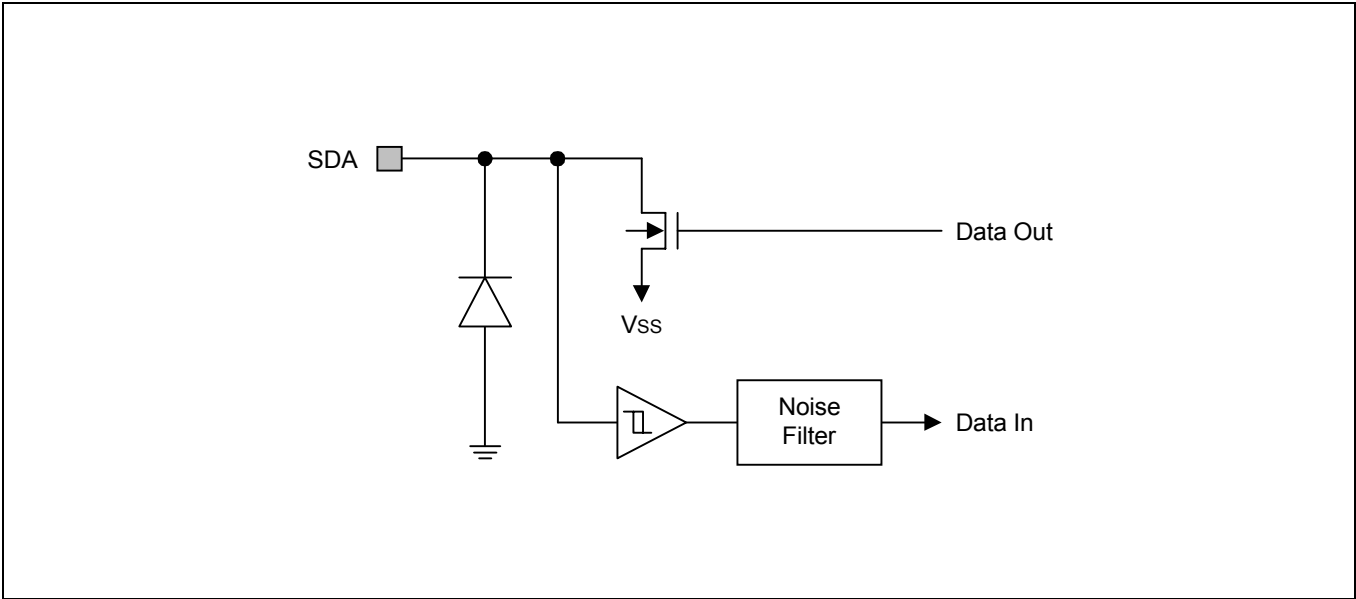 SDA
Data Out
VSS
Noise
Filter
Data In